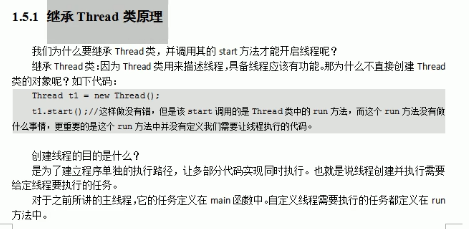 1.5.1 继承 Thread 类原理
我们为什么要继承 Thread 类，并调用其的 start 方法才能开启线程呢？
继承 Thread 类：因为 Thread 类用来描述线程，具备线程应该有功能。那为什么不直接创建 Thread
类的对象呢？如下代码：
Thread t1 = new Thread();
t1.start();//这样做没有错，但是该 start 调用的是 Thread 类中的 run 方法，而这个 run 方法没有做
什么事情，更重要的是这个 run 方法中并没有定义我们需要让线程执行的代码。
创建线程的目的是什么？
是为了建立程序单独的执行路径，让多部分代码实现同时执行。也就是说线程创建并执行需要
给定线程要执行的任务。
对于之前所讲的主线程，它的任务定义在 main 函数中。自定义线程需要执行的任务都定义在 run
方法中。